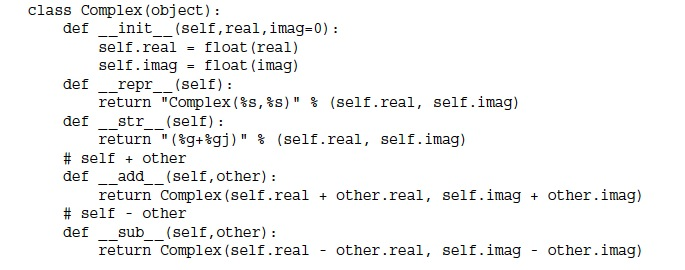 class Complex(object):
    def __init__(self,real,imag=0):
        self.real = float(real)
        self.imag = float(imag)
    def __repr__(self):
        return "Complex(%s,%s)" % (self.real, self.imag)
    def __str__(self):
        return "(%g+%gj)" % (self.real, self.imag)
    # self + other
    def __add__(self,other):
        return Complex(self.real + other.real, self.imag + other.imag)
    # self - other
    def __sub__(self,other):
        return Complex(self.real - other.real, self.imag - other.imag)